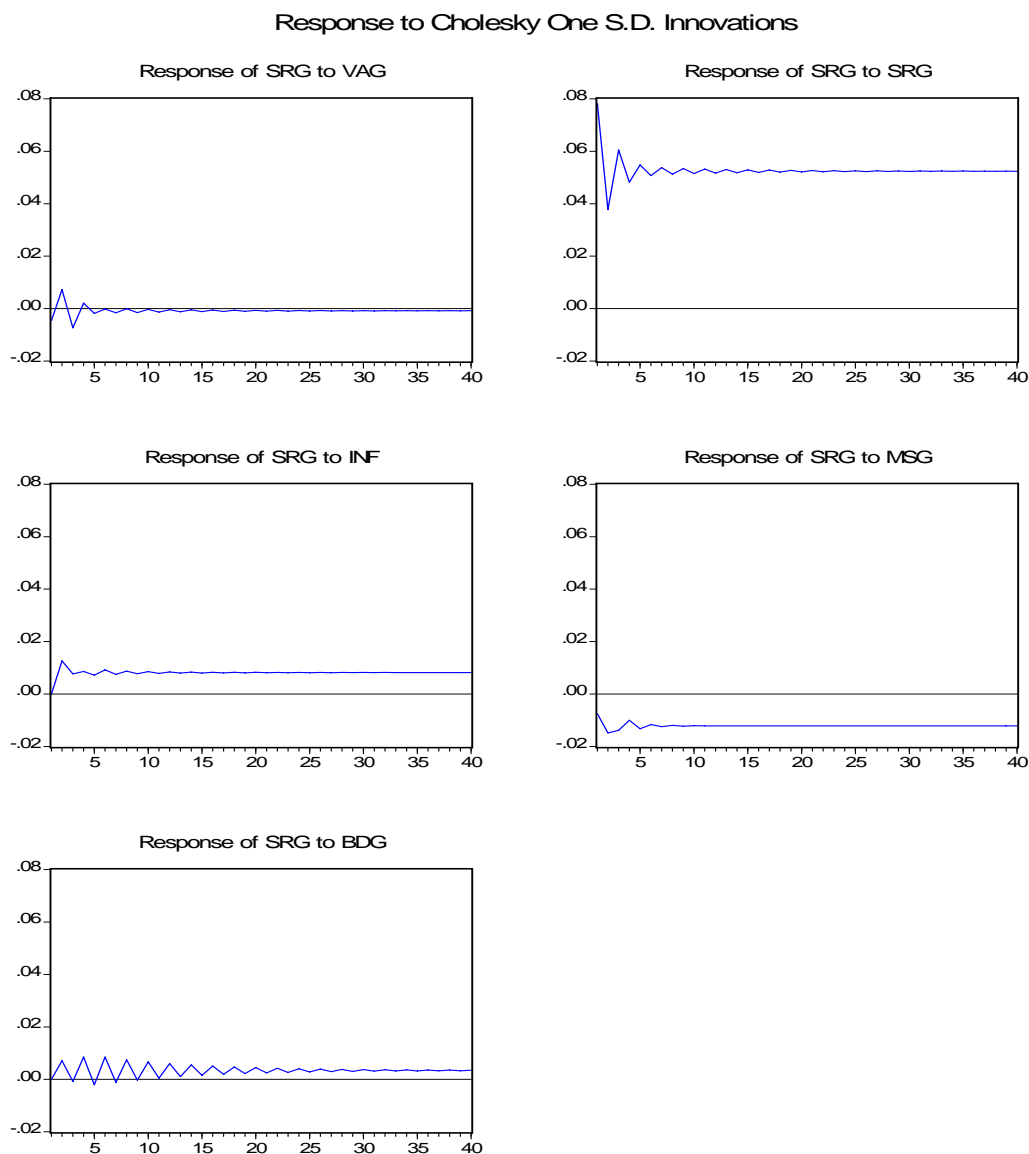 Response to Cholesky One S.D. Innovations
Response of SRG to VAG
.08
.06
.04
.02
.00
-.02
5 10 15 20 25 30 35 40
Response of SRG to SRG
.08
.06
.04
.02
.00
-.02
5 10 15 20 25 30 35 40
Response of SRG to INF
.08
.06
.04
.02
.00
-.02
5 10 15 20 25 30 35 40
Response of SRG to MSG
.08
.06
.04
.02
.00
-.02
5 10 15 20 25 30 35 40
Response of SRG to BDG
.08
.06
.04
.02
.00
-.02
5 10 15 20 25 30 35 40